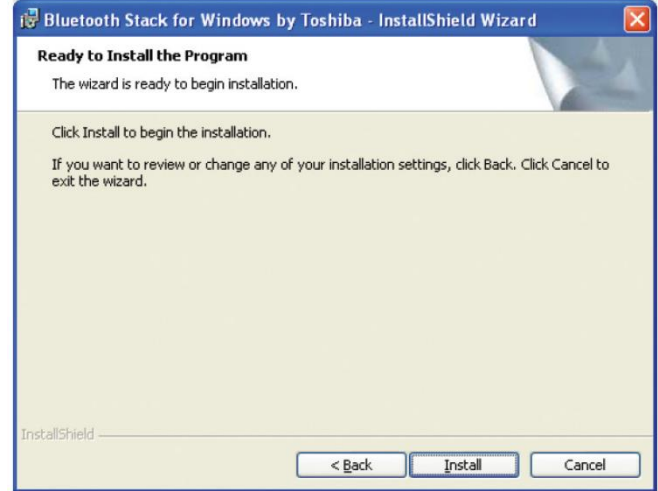 Bluetooth Stack for Windows by Toshiba - InstallShield Wizard
Ready to Install the Program
The wizard is ready to begin installation.
Click Install to begin the installation.
If you want to review or change any of your installation settings, click Back. Click Cancel to
exit the wizard.
InstallShield
< Back Install Cancel